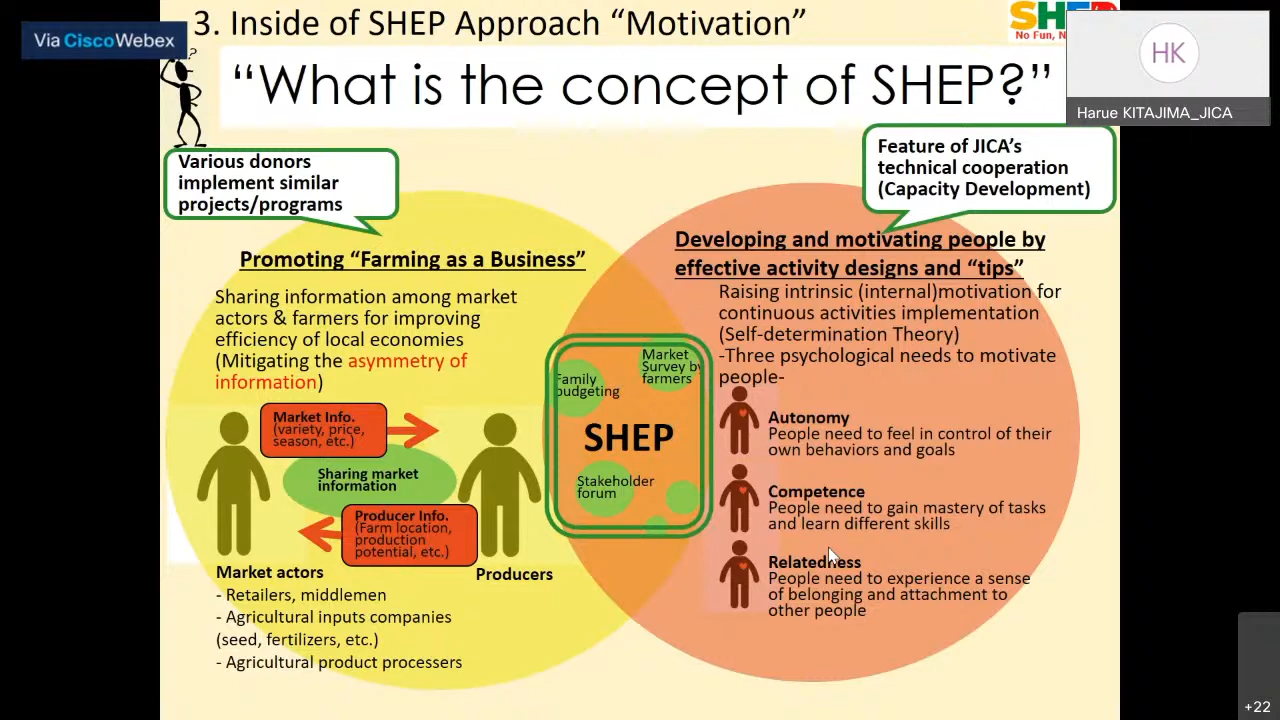 3. Inside of SHEP Approach “Motivation”
Via Cisco Webex
SHEP
No Fun, N
HK
Harue KITAJIMA_JICA
?
“What is the concept of SHEP?”
Various donors
implement similar
projects/programs
Feature of JICA’s
technical cooperation
(Capacity Development)
Promoting “Farming as a Business”
Sharing information among market
actors & farmers for improving
efficiency of local economies
(Mitigating the asymmetry of
information)
Market Info.
(variety, price,
season, etc.)
Sharing market
information
Producer Info.
(Farm location,
production
potential, etc.)
Market actors
- Retailers, middlemen
- Agricultural inputs companies
(seed, fertilizers, etc.)
- Agricultural product processers
Producers
Family
budgeting
Market
Survey by
farmers
SHEP
Stakeholder
forum
Developing and motivating people by
effective activity designs and “tips”
Raising intrinsic (internal)motivation for
continuous activities implementation
(Self-determination Theory)
-Three psychological needs to motivate
people-
Autonomy
People need to feel in control of their
own behaviors and goals
Competence
People need to gain mastery of tasks
and learn different skills
Relatedness
People need to experience a sense
of belonging and attachment to
other people
+22